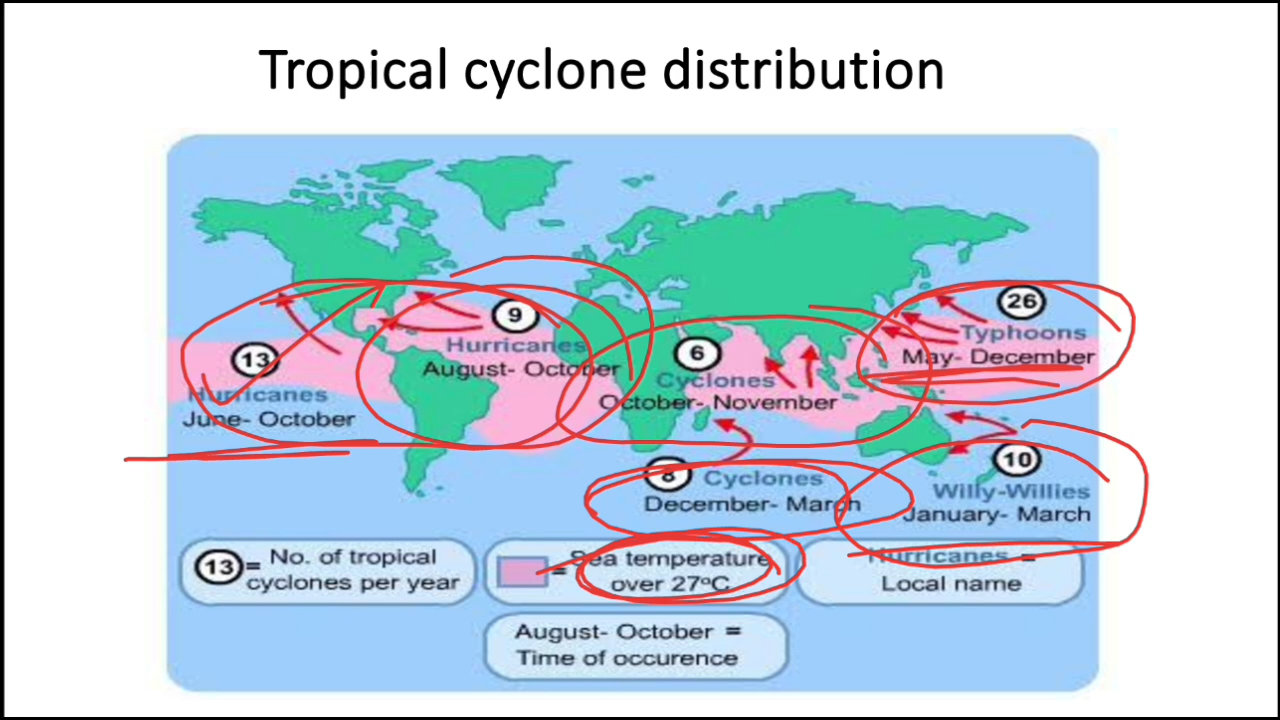 Tropical cyclone distribution
26
9
Typhoons
Hurricanes
13
6
May- December
August- October
Cyclones
Hurricanes
October- November
June- October
10
8
Cyclones
Willy-Willies
December- March
January- March
13 = No. of tropical
cyclones per year
= Sea temperature
over 27ºC
Hurricanes =
Local name
August- October =
Time of occurence